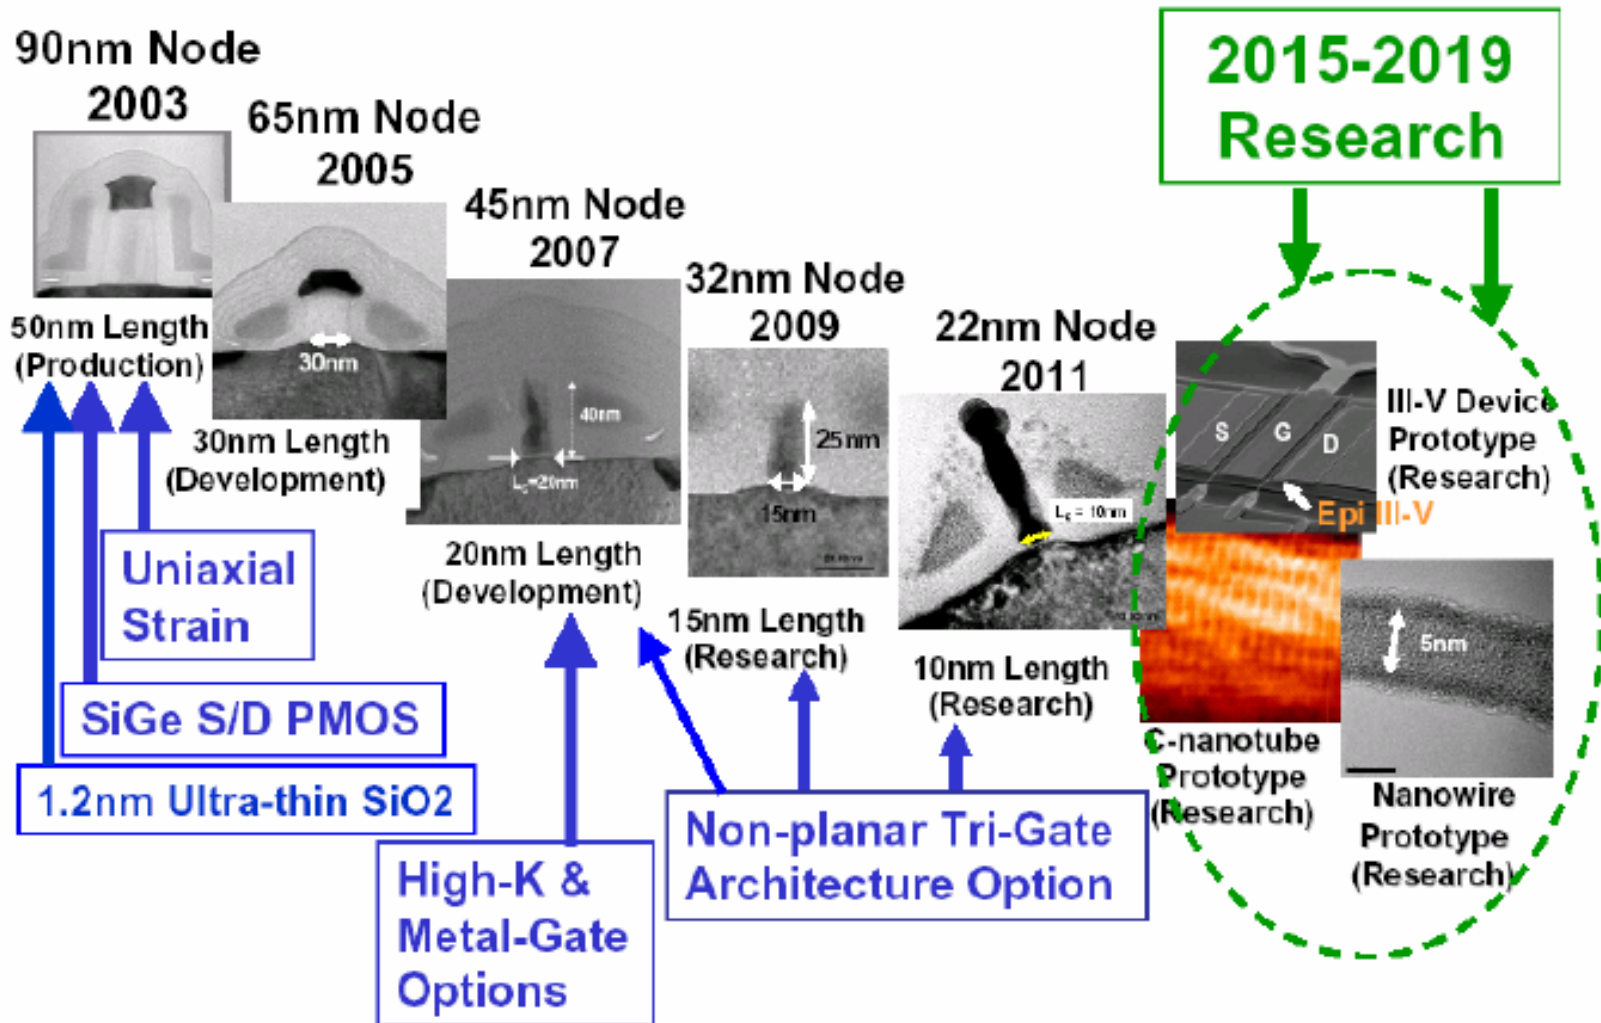 90nm Node
2003
50nm Length
(Production)
65nm Node
2005
30nm
30nm Length
(Development)
45nm Node
2007
40nm
20nm Length
(Development)
32nm Node
2009
25nm
15nm
15nm Length
(Research)
22nm Node
2011
10nm Length
(Research)
2015-2019
Research
S
G
D
Epi III-V
III-V Device
Prototype
(Research)
C-nanotube
Prototype
(Research)
5nm
Nanowire
Prototype
(Research)
Uniaxial
Strain
SiGe S/D PMOS
1.2nm Ultra-thin SiO2
High-K &
Metal-Gate
Options
Non-planar Tri-Gate
Architecture Option